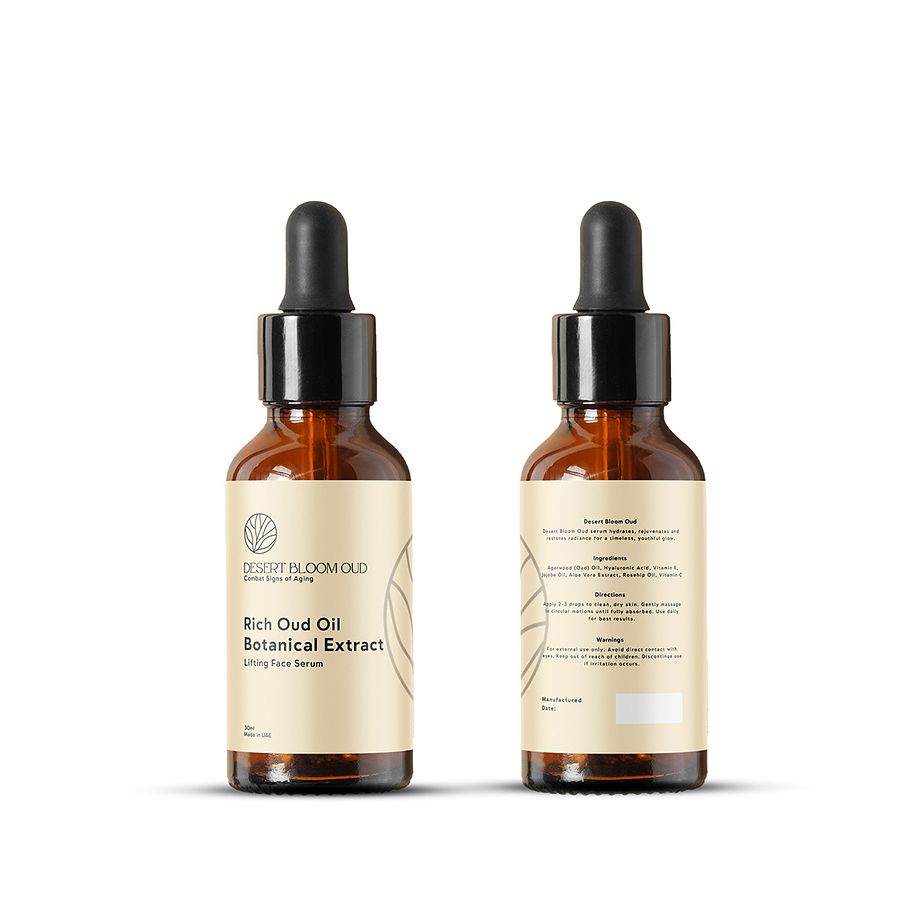 DESERT BLOOM OUD
Combat Signs of Aging
Rich Oud Oil
Botanical Extract
Lifting Face Serum
30ml
Made in UAE
Desert Bloom Oud
Desert Bloom Oud serum hydrates, rejuvenates and
restores radiance for a timeless, youthful glow.
Ingredients
Agarwood (Oud) Oil, Hyaluronic Acid, Vitamin E,
Jojoba Oil, Aloe Vera Extract, Rosehip Oil, Vitamin C
Directions
Apply 2-3 drops to clean, dry skin. Gently massage
in circular motions until fully absorbed. Use daily
for best results.
Warnings
For external use only. Avoid direct contact with
eyes. Keep out of reach of children. Discontinue use
if irritation occurs.
Manufactured
Date: